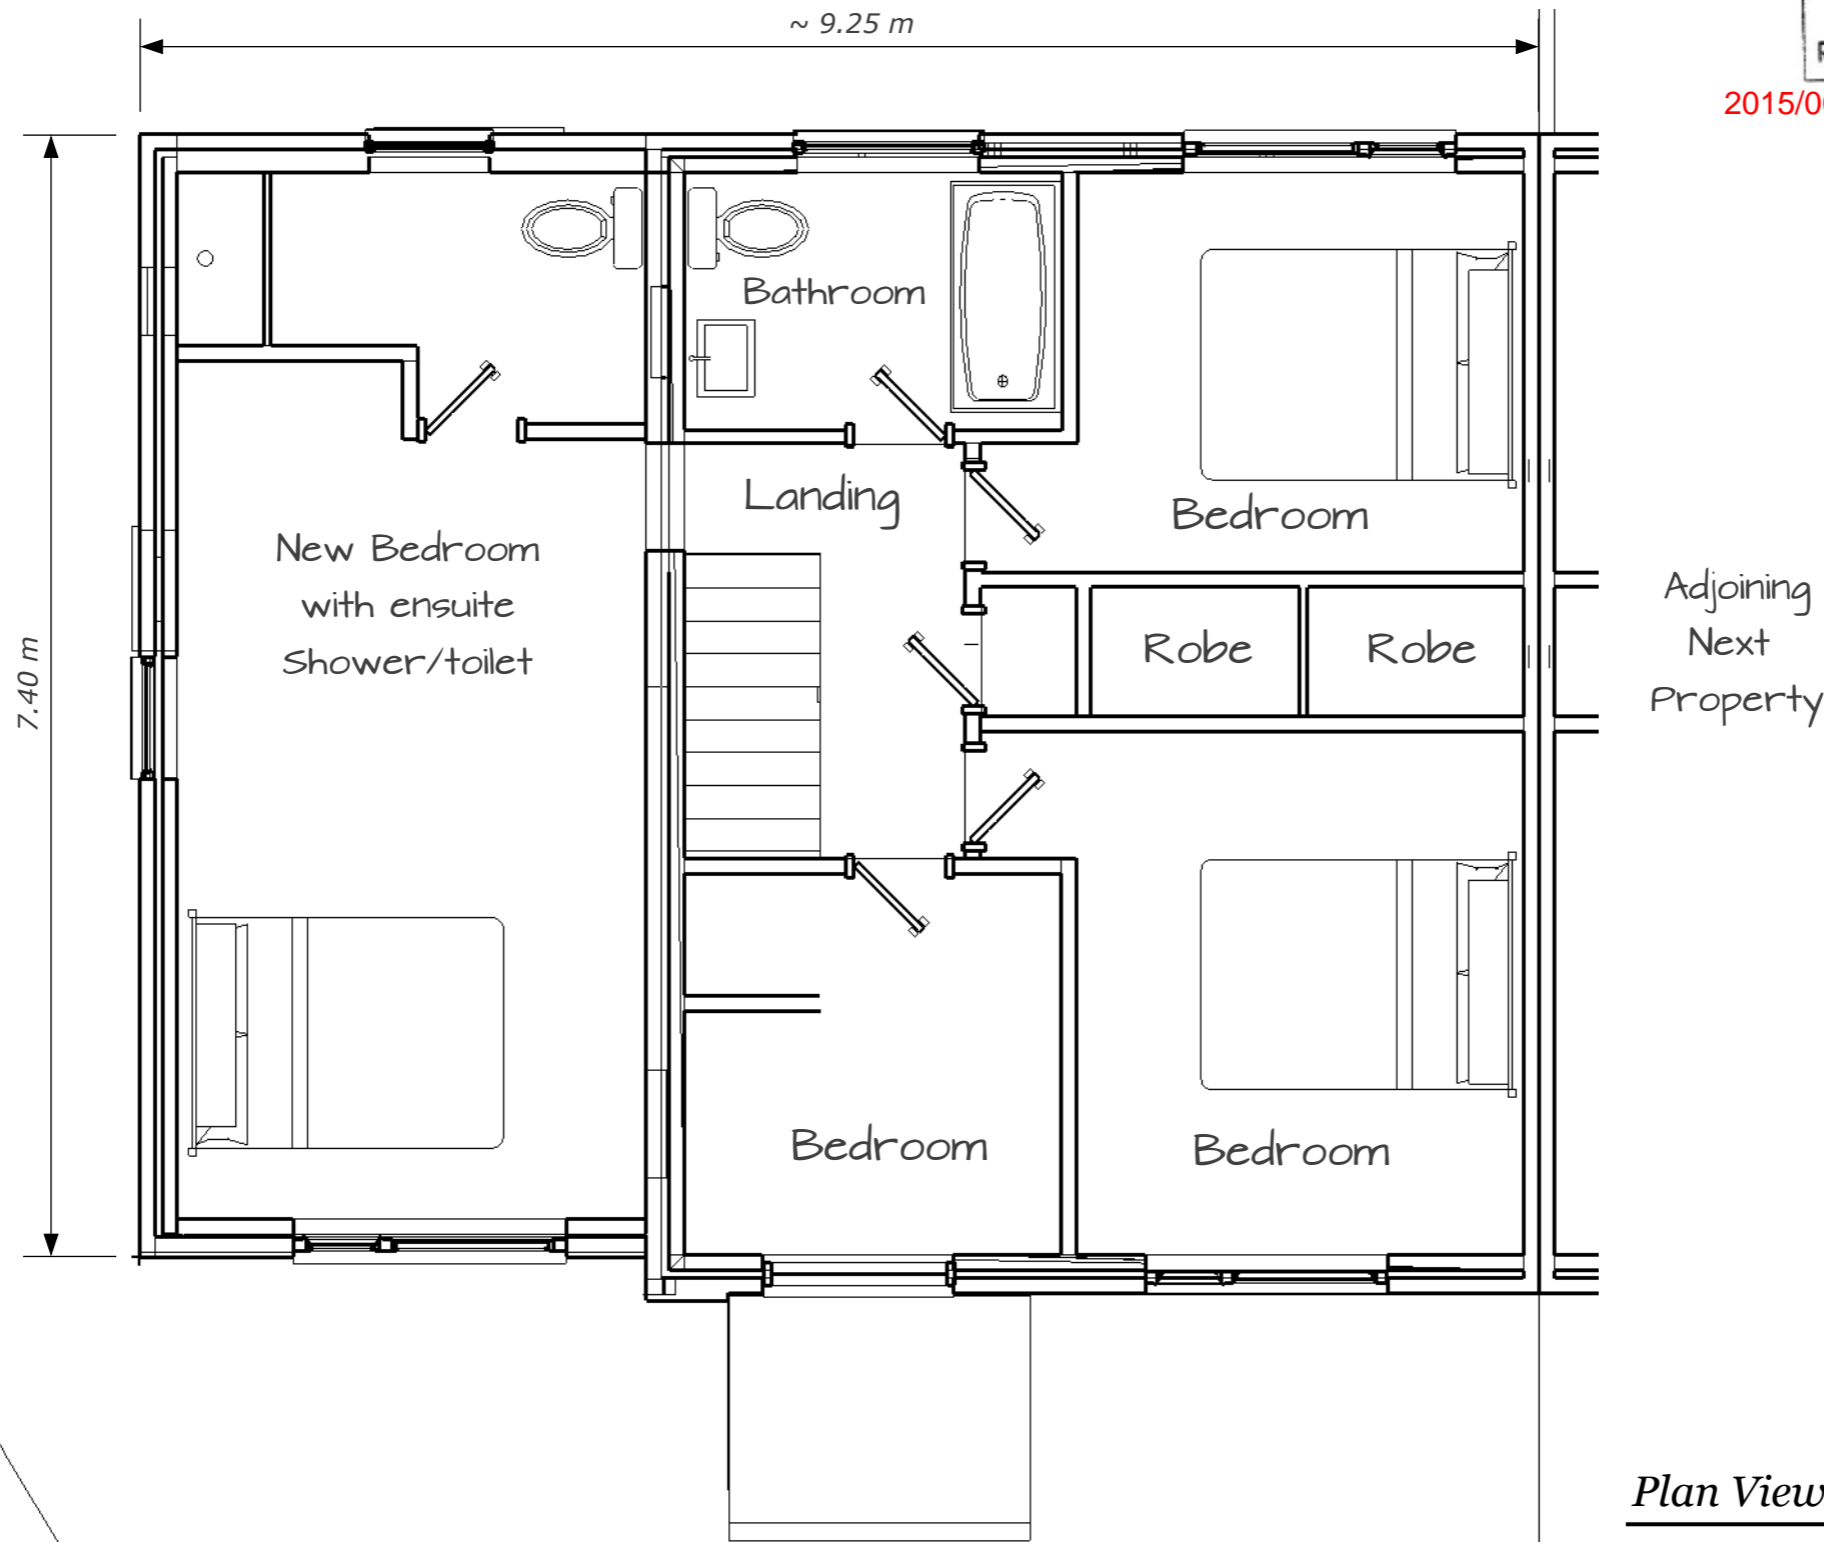 ~ 9.25 m
2015/0
7.40 m
Bathroom
Landing
Bedroom
New Bedroom
with ensuite
Shower/toilet
Robe
Robe
Adjoining
Next
Property
Bedroom
Bedroom
Plan View